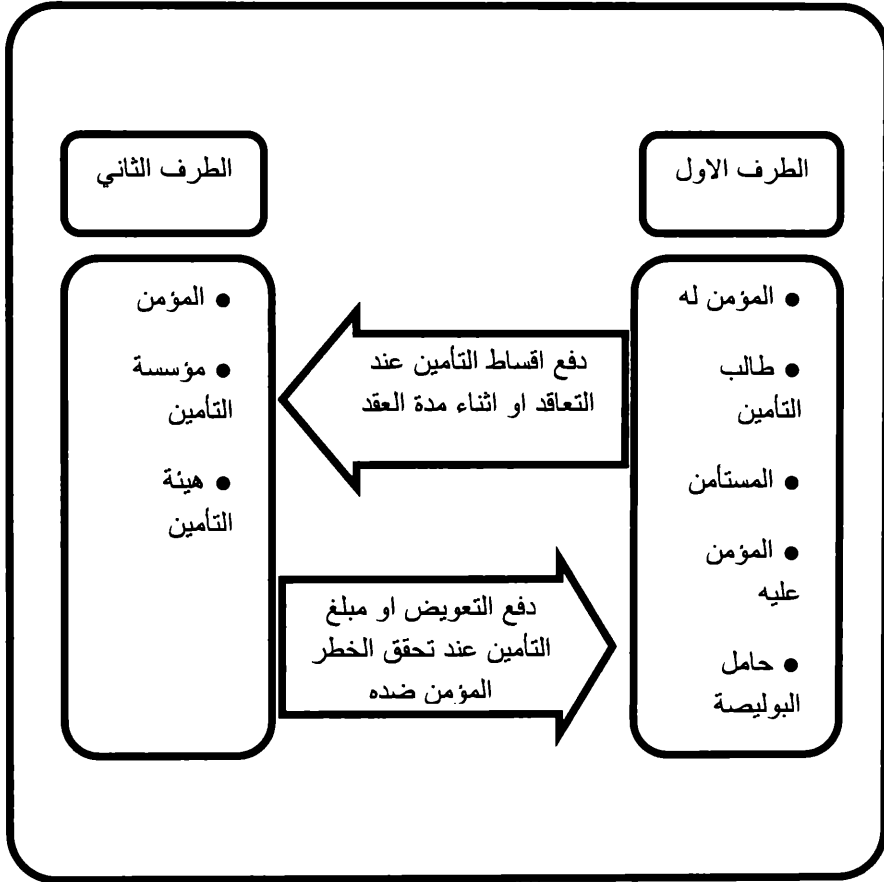 الطرف الاول
الطرف الثاني
● المؤمن له
● طالب
التأمين
● المستأمن
● المؤمن
عليه
● حامل
البوليصة
دفع اقساط التأمين عند
التعاقد او اثناء مدة العقد
دفع التعويض او مبلغ
التأمين عند تحقق الخطر
المؤمن ضده
● المؤمن
● مؤسسة
التأمين
● هيئة
التأمين